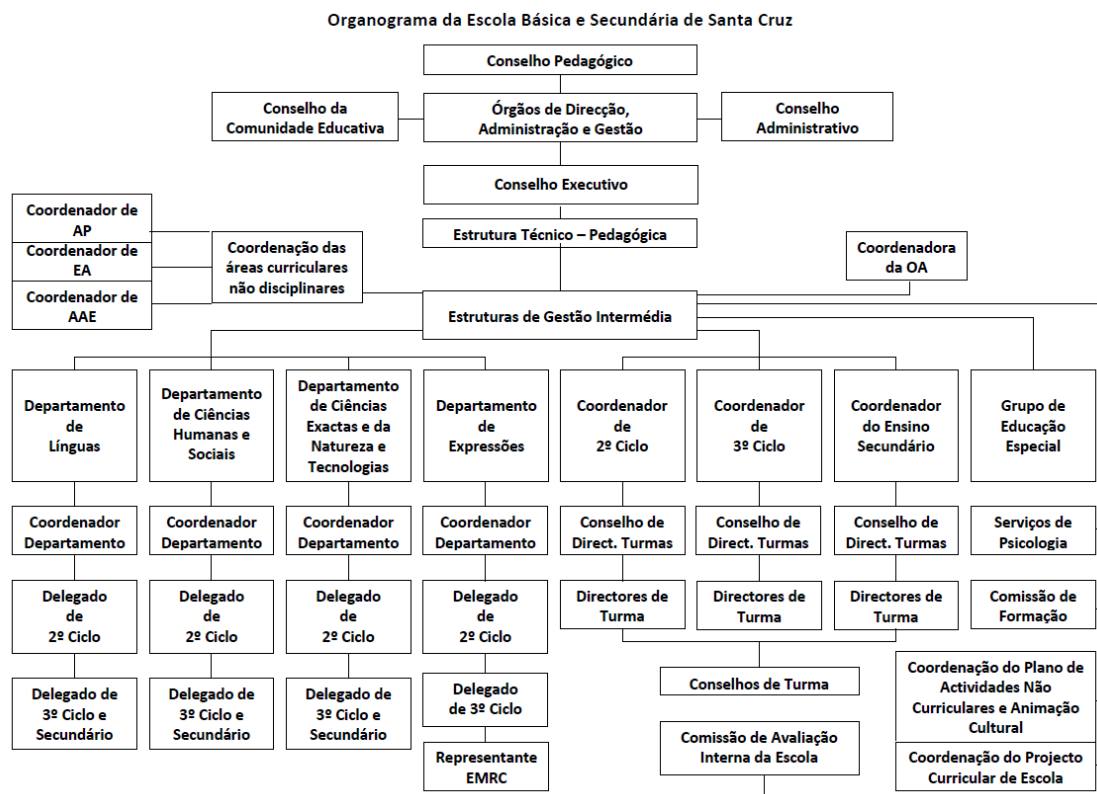 Organograma da Escola Básica e Secundária de Santa Cruz
Conselho Pedagógico
Conselho da
Comunidade Educativa
Órgãos de Direcção,
Administração e Gestão
Conselho
Administrativo
Conselho Executivo
Coordenador de
AP
Coordenador de
EA
Coordenador de
AAE
Coordenação das
áreas curriculares
não disciplinares
Estrutura Técnico – Pedagógica
Coordenadora
da OA
Estruturas de Gestão Intermédia
Departamento
de
Línguas
Departamento
de Ciências
Humanas e
Sociais
Departamento
de Ciências
Exactas e da
Natureza e
Tecnologias
Departamento
de
Expressões
Coordenador
de
2º Ciclo
Coordenador
de
3º Ciclo
Coordenador
do Ensino
Secundário
Grupo de
Educação
Especial
Coordenador
Departamento
Coordenador
Departamento
Coordenador
Departamento
Coordenador
Departamento
Conselho de
Direct. Turmas
Conselho de
Direct. Turmas
Conselho de
Direct. Turmas
Serviços de
Psicologia
Delegado
de
2º Ciclo
Delegado
de
2º Ciclo
Delegado
de
2º Ciclo
Delegado
de
2º Ciclo
Directores de
Turma
Directores de
Turma
Directores de
Turma
Comissão de
Formação
Delegado de
3º Ciclo e
Secundário
Delegado de
3º Ciclo e
Secundário
Delegado de
3º Ciclo e
Secundário
Delegado
de 3º Ciclo
Representante
EMRC
Conselhos de Turma
Comissão de Avaliação
Interna da Escola
Coordenação do Plano de
Actividades Não
Curriculares e Animação
Cultural
Coordenação do Projecto
Curricular de Escola